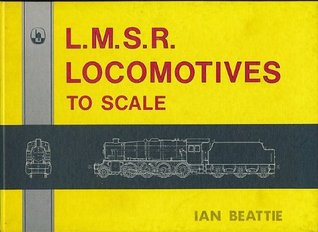 L.M.S.R.
LOCOMOTIVES
TO SCALE
IAN BEATTIE